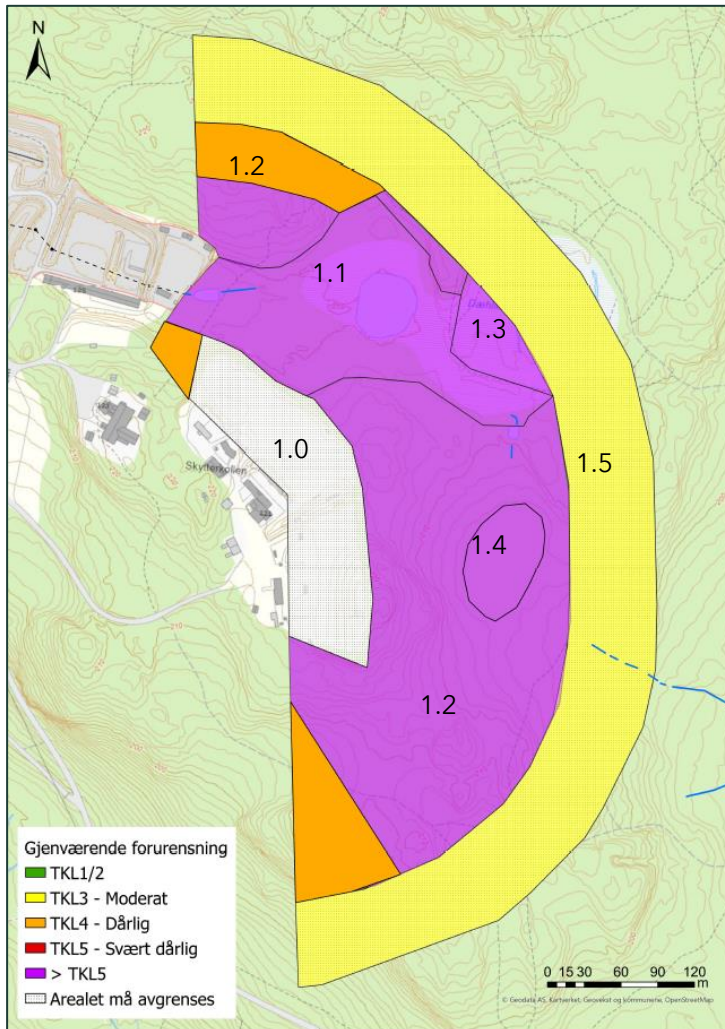 N
1.2
1.1
1.3
1.0
1.5
Skytterkollen
1.4
1.2
210
200
Gjenværende forurensning
TKL1/2
TKL3 - Moderat
TKL4 - Dårlig
TKL5 - Svært dårlig
> TKL5
Arealet må avgrenses
0 15 30 60 90 120
m
© Geodata AS, Kartverket, Geovekst og kommunene, OpenStreetMap